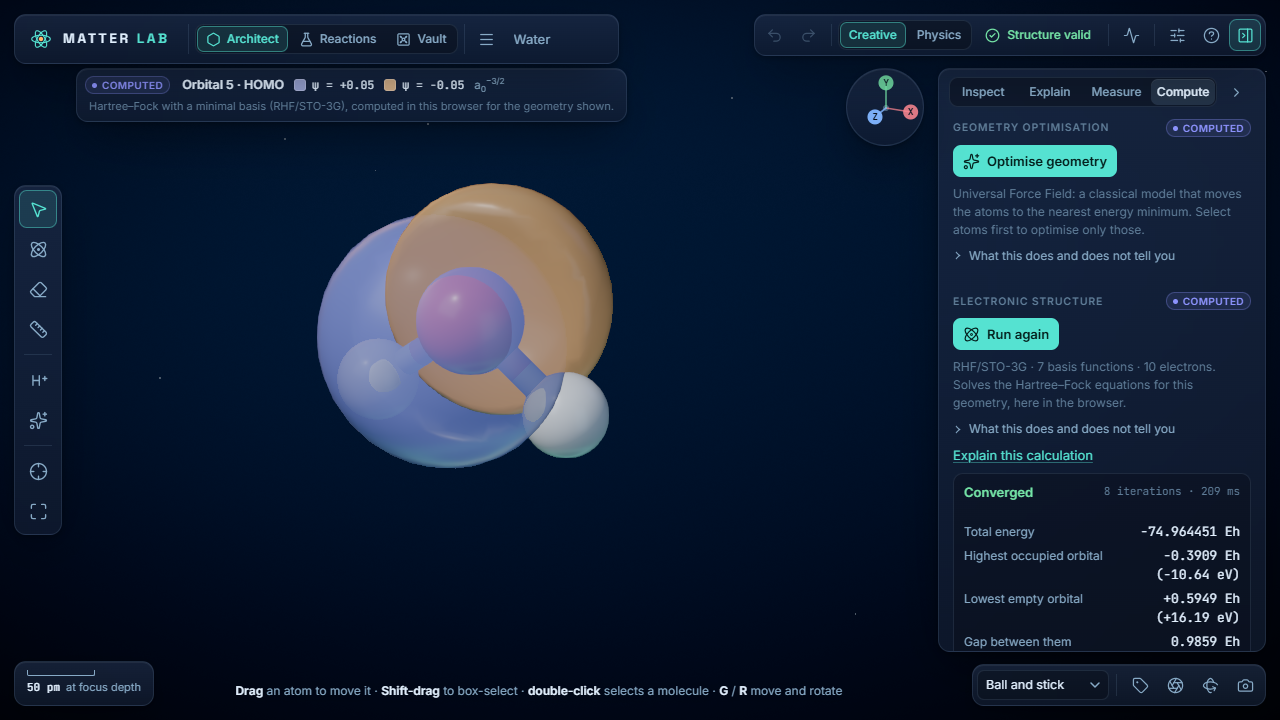 MATTER LAB
Architect
Reactions
Vault
Water
Creative
Physics
Structure valid
COMPUTED Orbital 5 · HOMO ψ = +0.05 ψ = -0.05 a₀⁻³/²
Hartree–Fock with a minimal basis (RHF/STO-3G), computed in this browser for the geometry shown.
Y
X
Z
H⁺
Inspect
Explain
Measure
Compute
GEOMETRY OPTIMISATION
COMPUTED
Optimise geometry
Universal Force Field: a classical model that moves
the atoms to the nearest energy minimum. Select
atoms first to optimise only those.
What this does and does not tell you
ELECTRONIC STRUCTURE
COMPUTED
Run again
RHF/STO-3G · 7 basis functions · 10 electrons.
Solves the Hartree–Fock equations for this
geometry, here in the browser.
What this does and does not tell you
Explain this calculation
Converged 8 iterations · 209 ms
Total energy -74.964451 Eh
Highest occupied orbital -0.3909 Eh
(-10.64 eV)
Lowest empty orbital +0.5949 Eh
(+16.19 eV)
Gap between them 0.9859 Eh
50 pm at focus depth
Drag an atom to move it · Shift-drag to box-select · double-click selects a molecule · G / R move and rotate
Ball and stick